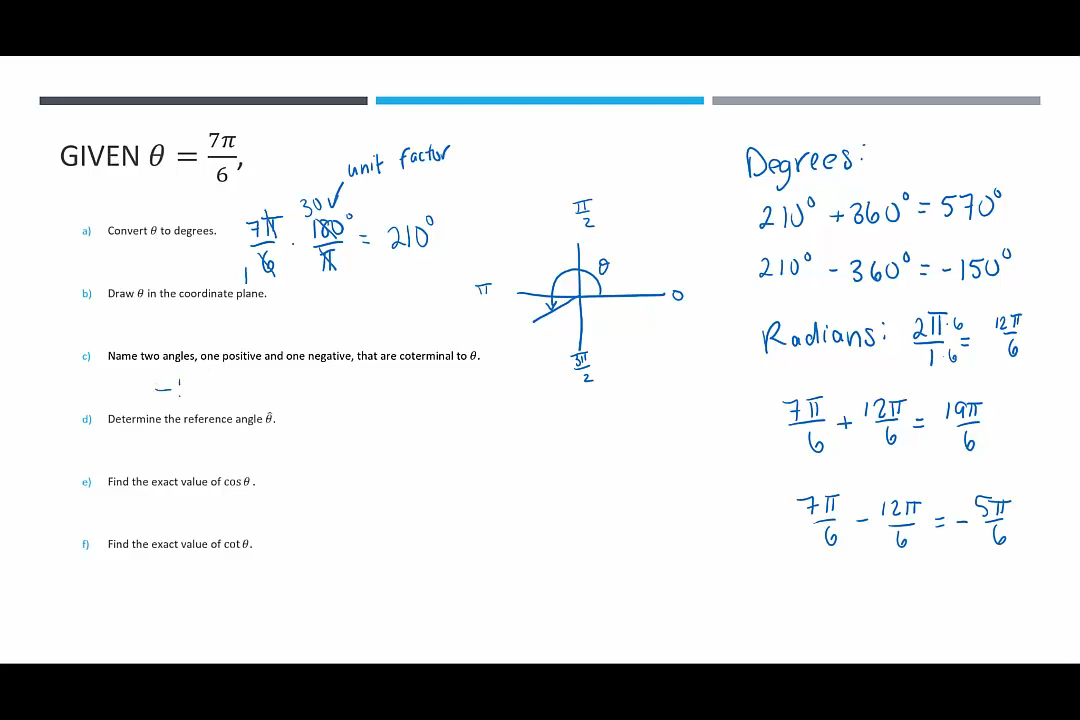 GIVEN θ = 7π/6,
unit factor
a) Convert θ to degrees. 7π/6 · 180°/π = 210°
30
1
b) Draw θ in the coordinate plane.
π/2
θ
π
0
3π/2
c) Name two angles, one positive and one negative, that are coterminal to θ.
−
d) Determine the reference angle θ̂.
e) Find the exact value of cos θ .
f) Find the exact value of cot θ.
Degrees:
210° + 360° = 570°
210° − 360° = −150°
Radians: 2π·6/1·6 = 12π/6
7π/6 + 12π/6 = 19π/6
7π/6 − 12π/6 = −5π/6